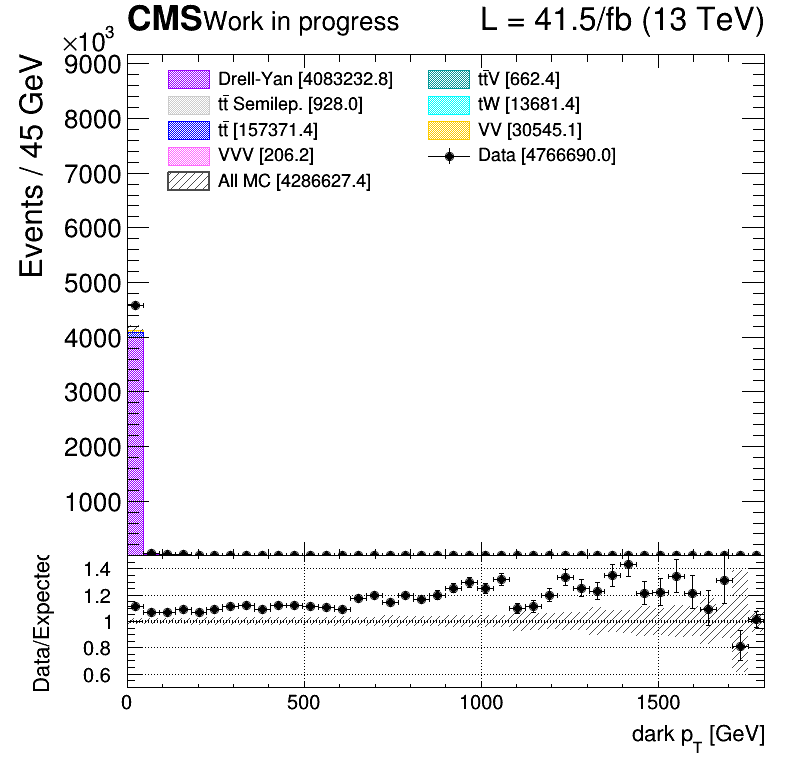 CMS Work in progress L = 41.5/fb (13 TeV)
×10³
Events / 45 GeV
9000
8000
7000
6000
5000
4000
3000
2000
1000
Drell-Yan [4083232.8]
tt̄ Semilep. [928.0]
tt̄ [157371.4]
VVV [206.2]
All MC [4286627.4]
tt̄V [662.4]
tW [13681.4]
VV [30545.1]
Data [4766690.0]
Data/Expected
1.4
1.2
1
0.8
0.6
0 500 1000 1500
dark p_T [GeV]